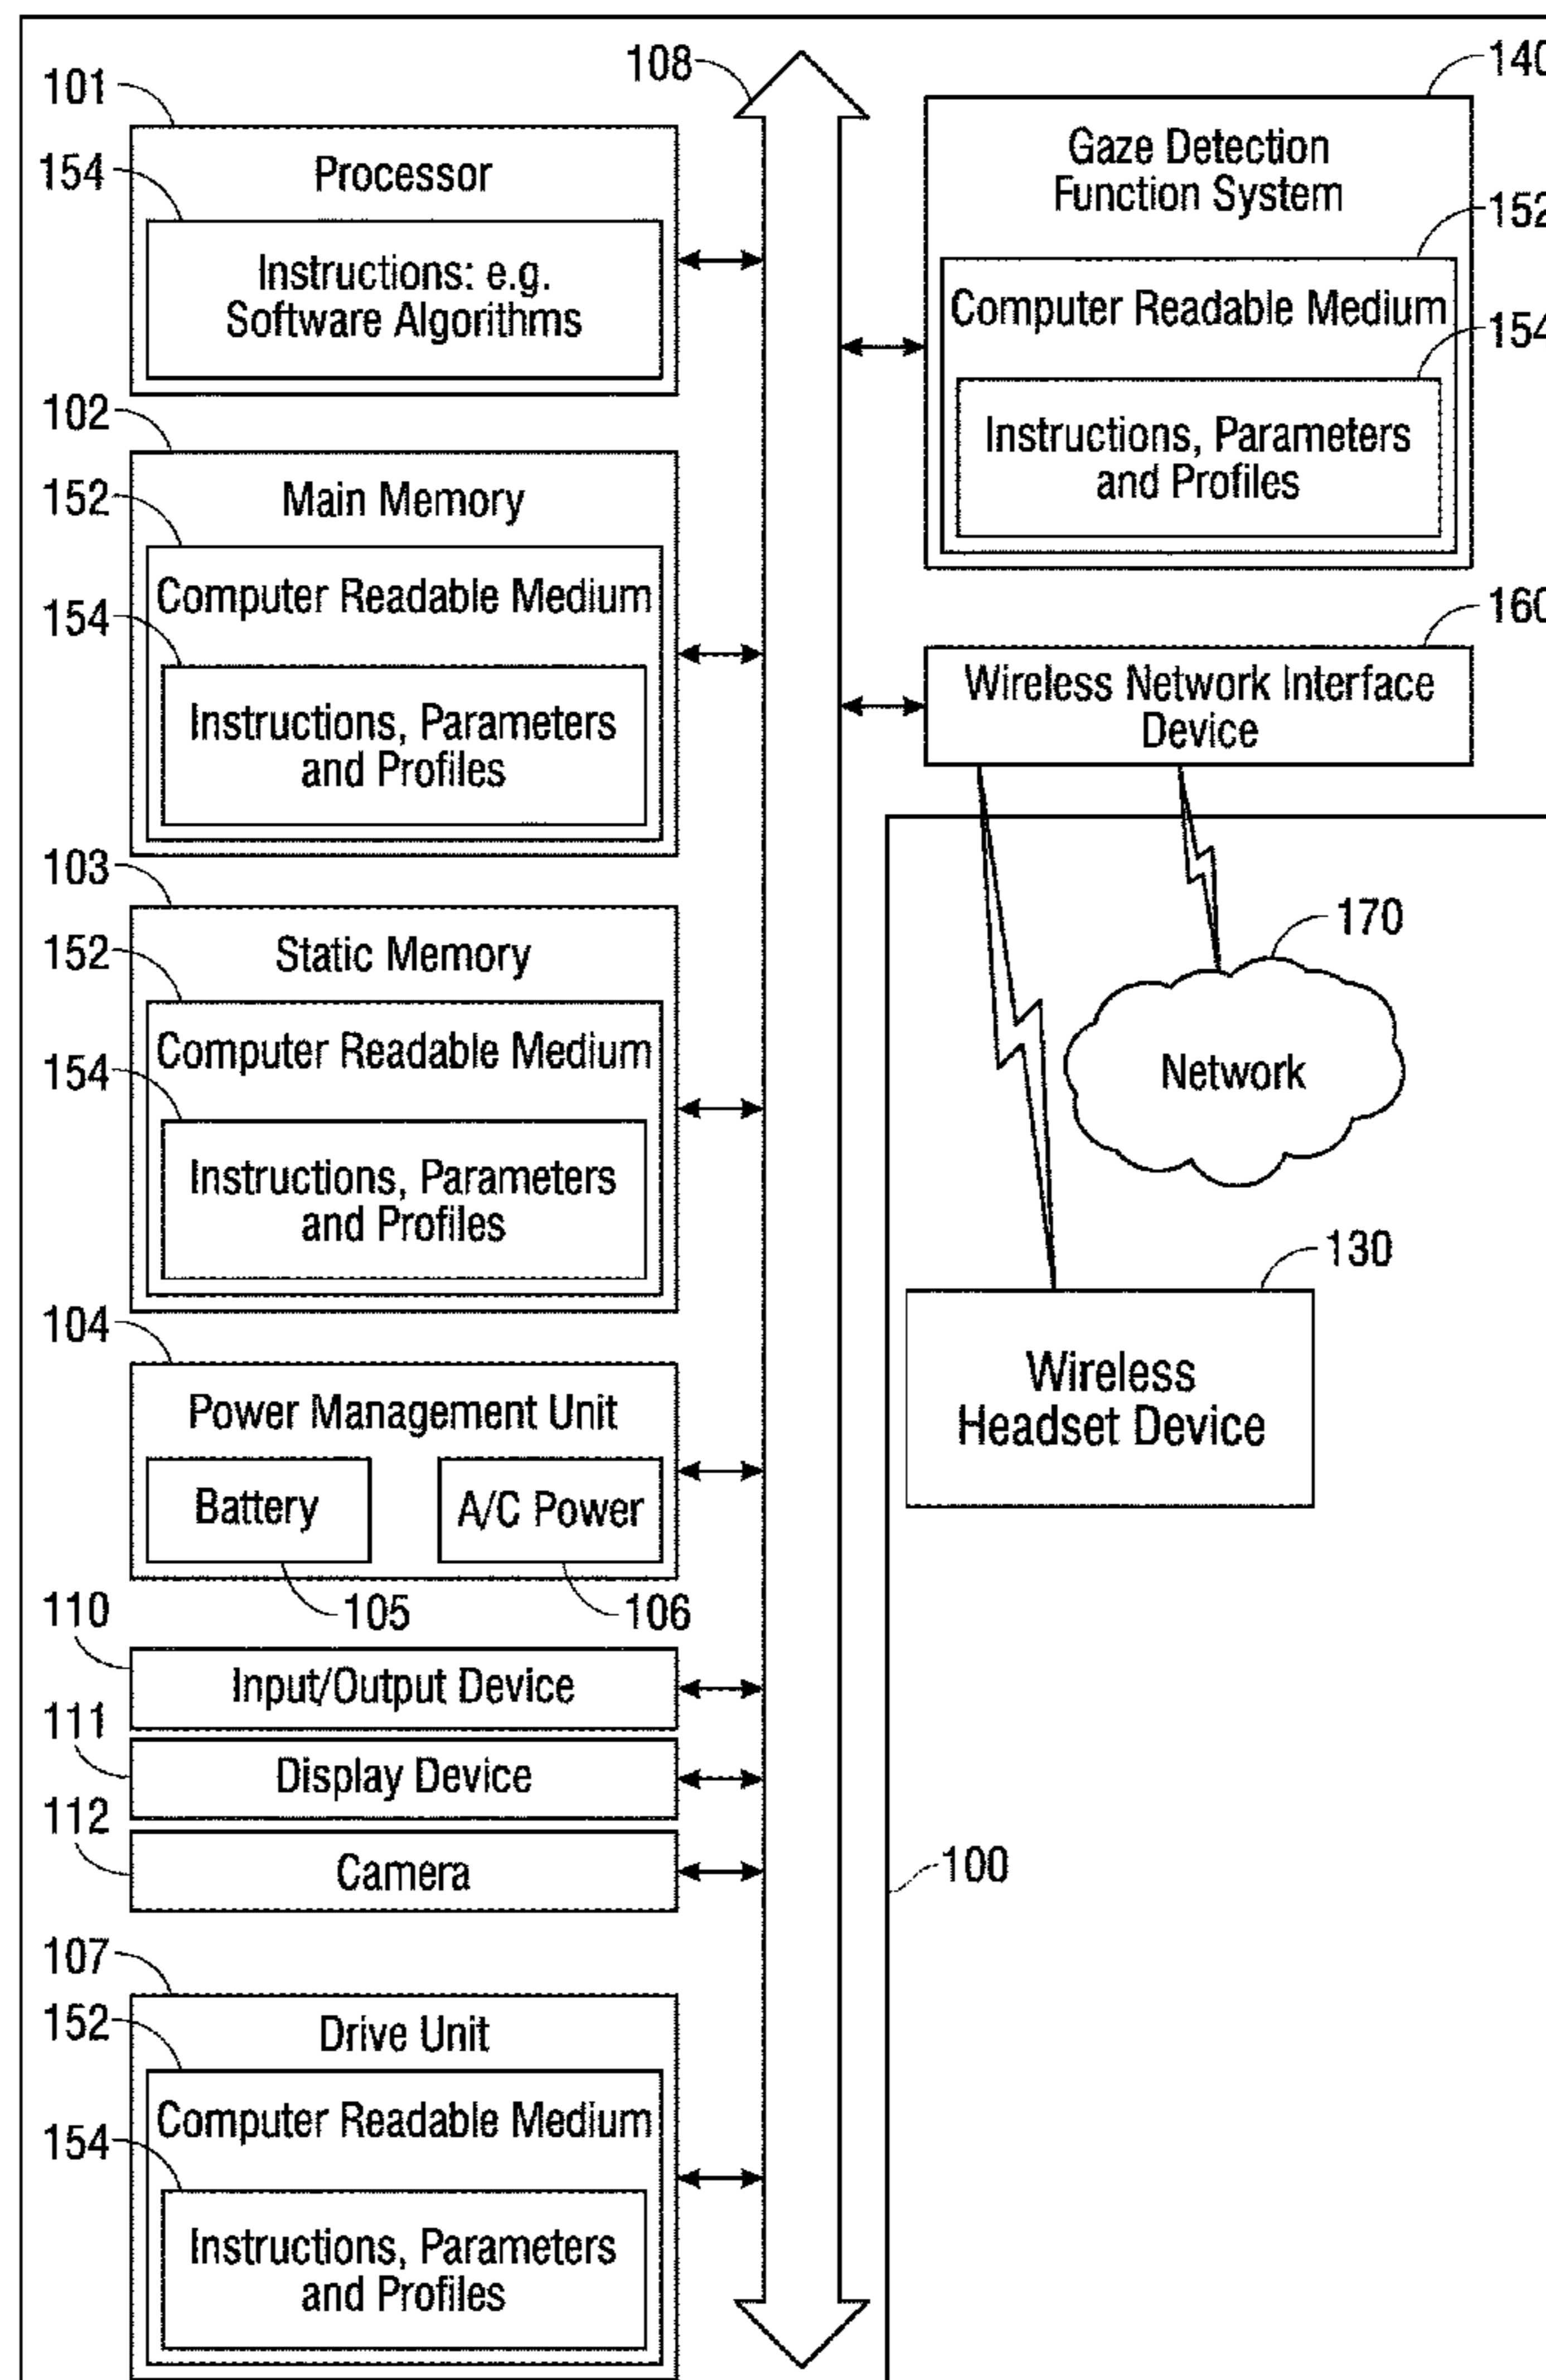 108
101
154
Processor
Instructions: e.g.
Software Algorithms
102
152
Main Memory
Computer Readable Medium
154
Instructions, Parameters
and Profiles
103
152
Static Memory
Computer Readable Medium
154
Instructions, Parameters
and Profiles
104
Power Management Unit
Battery
A/C Power
105
106
110
Input/Output Device
111
Display Device
112
Camera
107
152
Drive Unit
Computer Readable Medium
154
Instructions, Parameters
and Profiles
140
Gaze Detection
Function System
152
Computer Readable Medium
154
Instructions, Parameters
and Profiles
160
Wireless Network Interface
Device
170
Network
130
Wireless
Headset Device
100